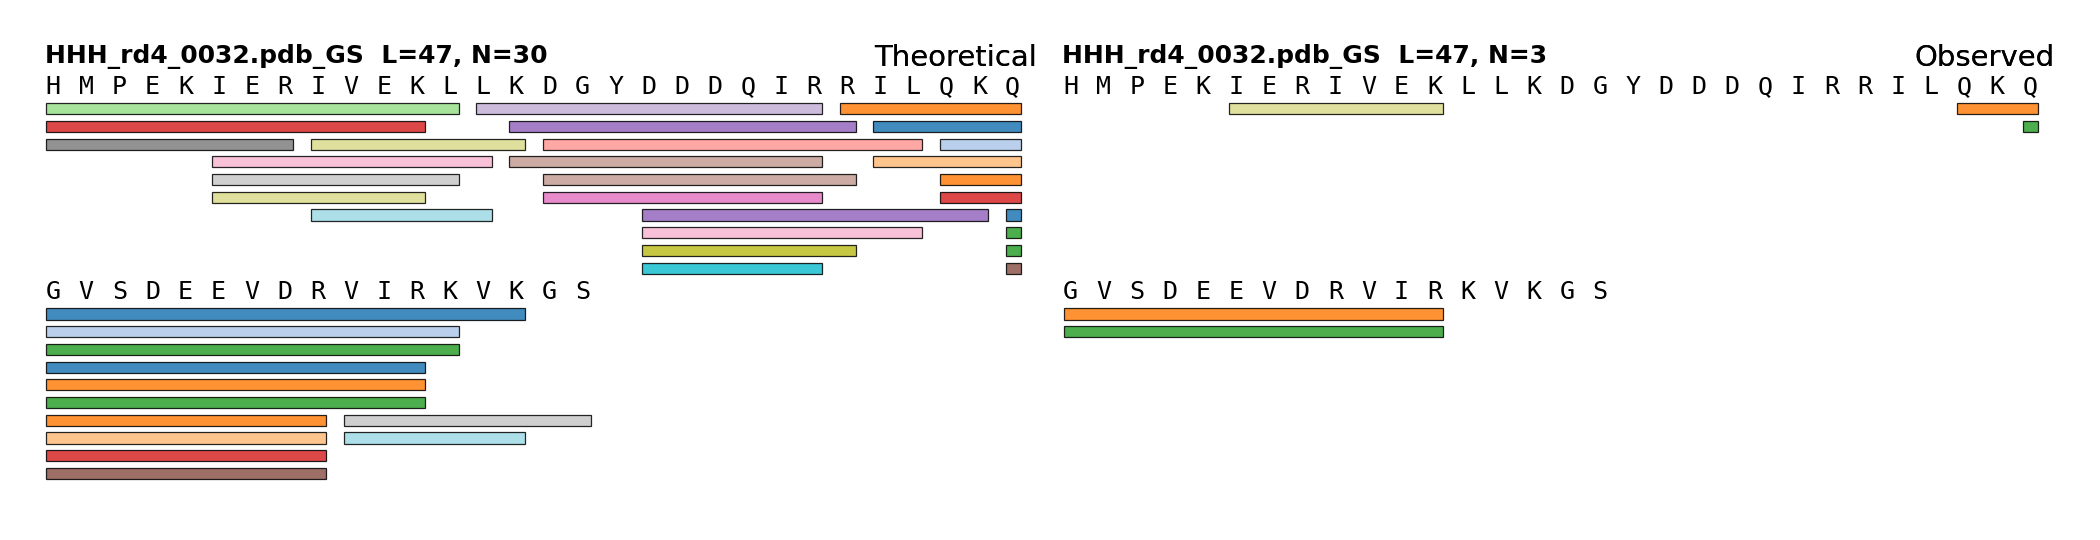 HHH_rd4_0032.pdb_GS L=47, N=30 Theoretical
H M P E K I E R I V E K L L K D G Y D D D Q I R R I L Q K Q
G V S D E E V D R V I R K V K G S
HHH_rd4_0032.pdb_GS L=47, N=3 Observed
H M P E K I E R I V E K L L K D G Y D D D Q I R R I L Q K Q
G V S D E E V D R V I R K V K G S